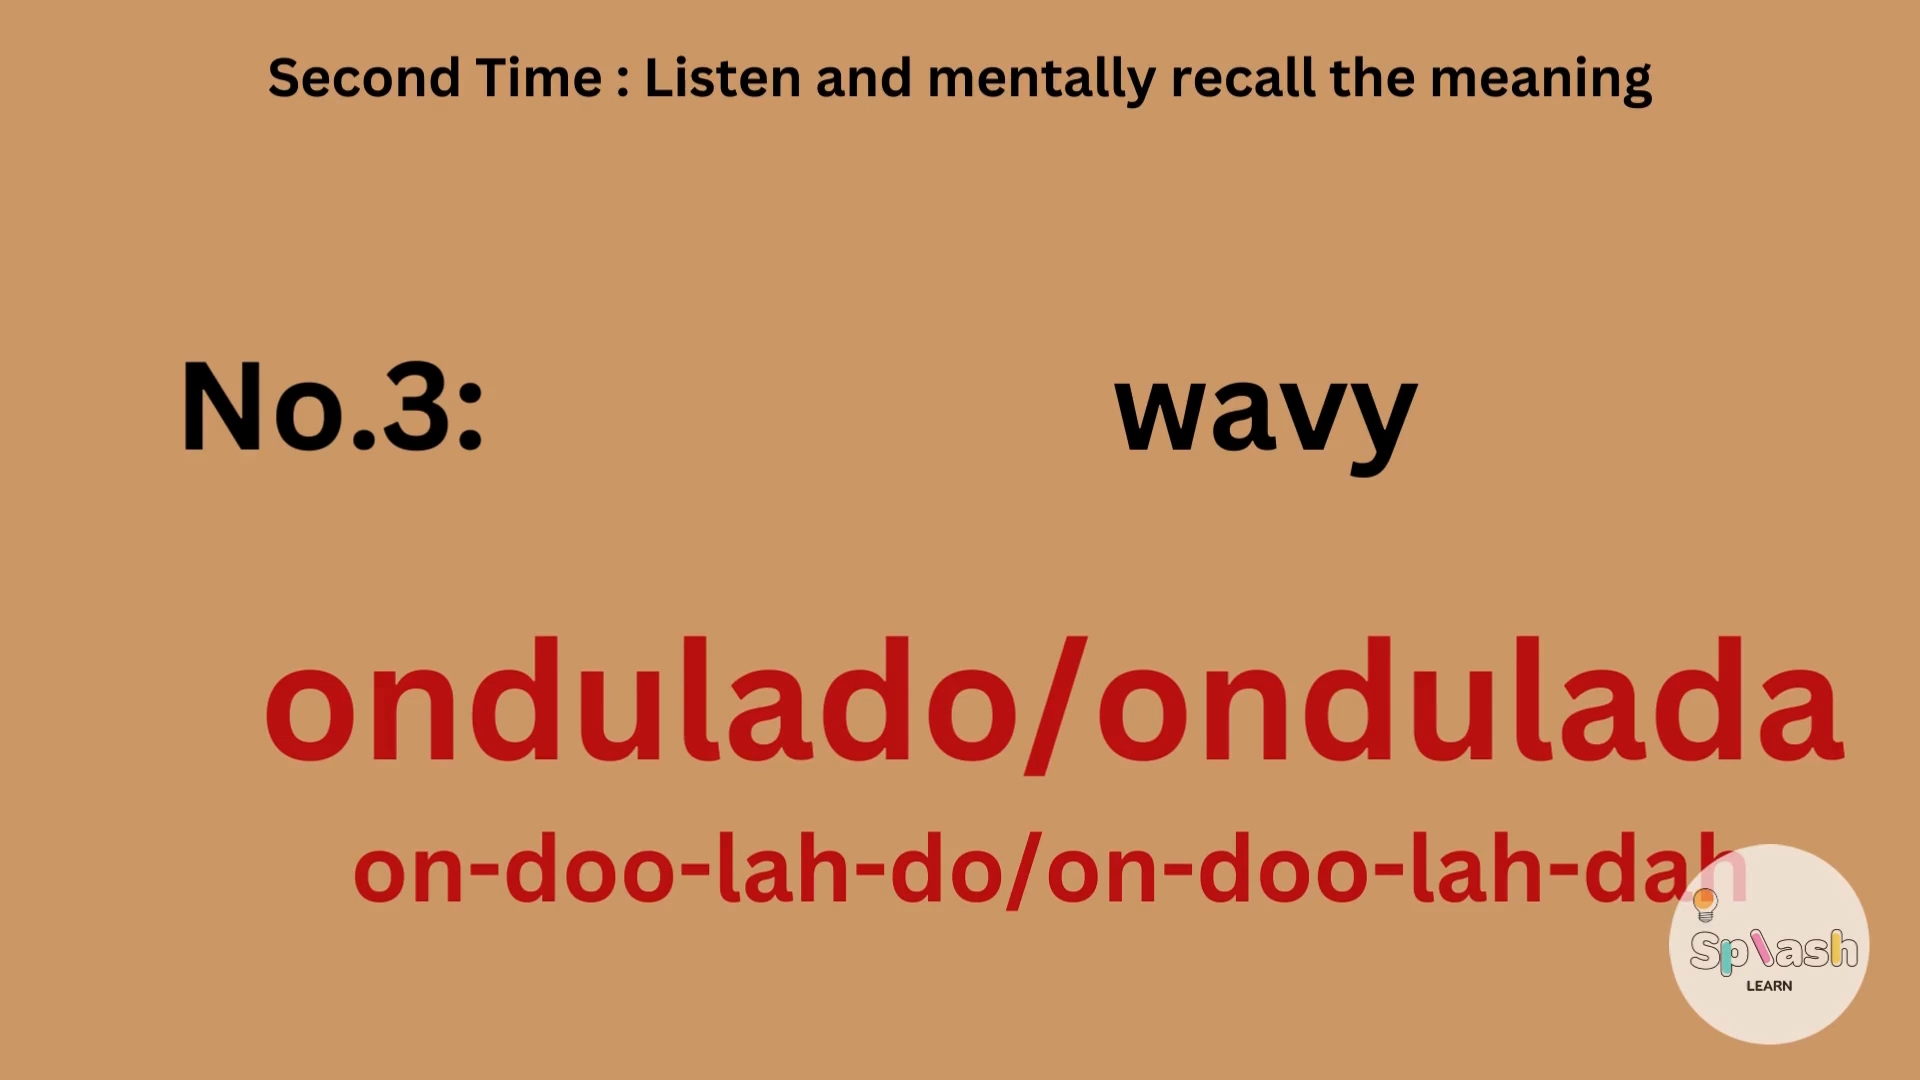 Second Time : Listen and mentally recall the meaning
No.3: wavy
ondulado/ondulada
on-doo-lah-do/on-doo-lah-dah
Splash
LEARN